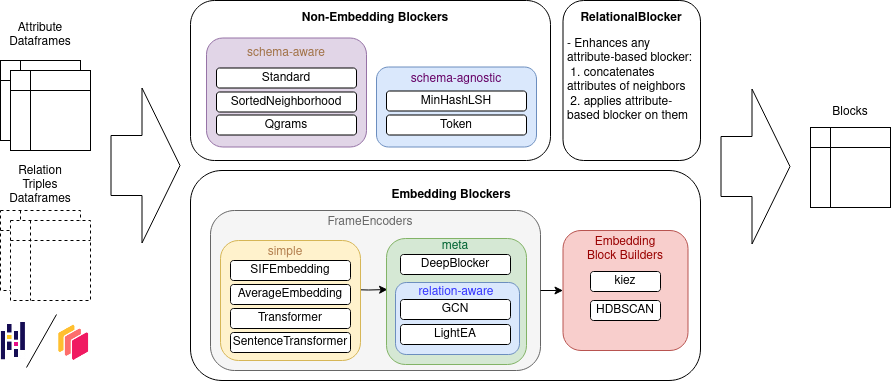 Attribute
Dataframes
Relation
Triples
Dataframes
Non-Embedding Blockers
schema-aware
Standard
SortedNeighborhood
Qgrams
schema-agnostic
MinHashLSH
Token
RelationalBlocker
- Enhances any
attribute-based blocker:
1. concatenates
attributes of neighbors
2. applies attribute-
based blocker on them
Embedding Blockers
FrameEncoders
simple
SIFEmbedding
AverageEmbedding
Transformer
SentenceTransformer
meta
DeepBlocker
relation-aware
GCN
LightEA
Embedding
Block Builders
kiez
HDBSCAN
Blocks